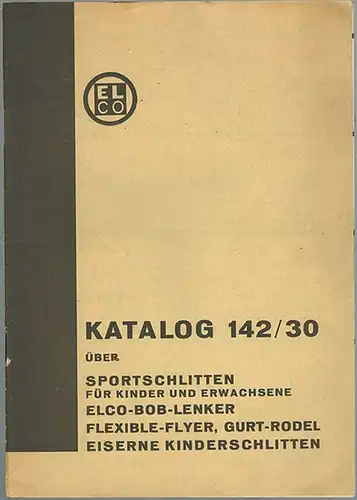 EL
CO
KATALOG 142/30
ÜBER
SPORTSCHLITTEN
FÜR KINDER UND ERWACHSENE
ELCO-BOB-LENKER
FLEXIBLE-FLYER, GURT-RODEL
EISERNE KINDERSCHLITTEN